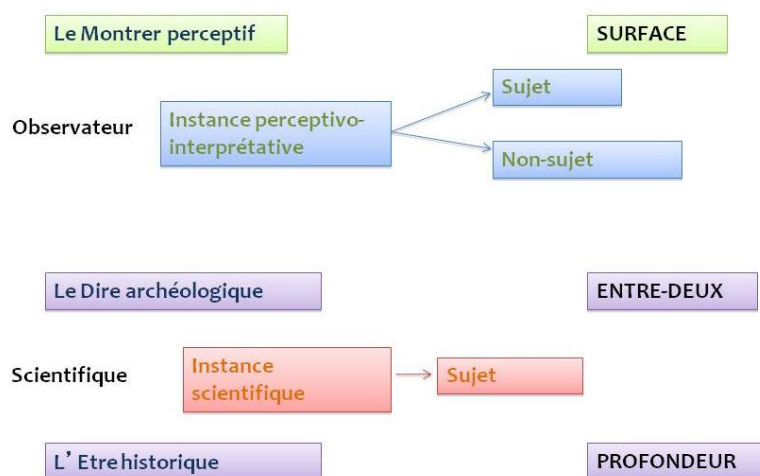 Le Montrer perceptif
SURFACE
Sujet
Observateur
Instance perceptivo-
interprétative
Non-sujet
Le Dire archéologique
ENTRE-DEUX
Scientifique
Instance
scientifique
Sujet
L' Etre historique
PROFONDEUR